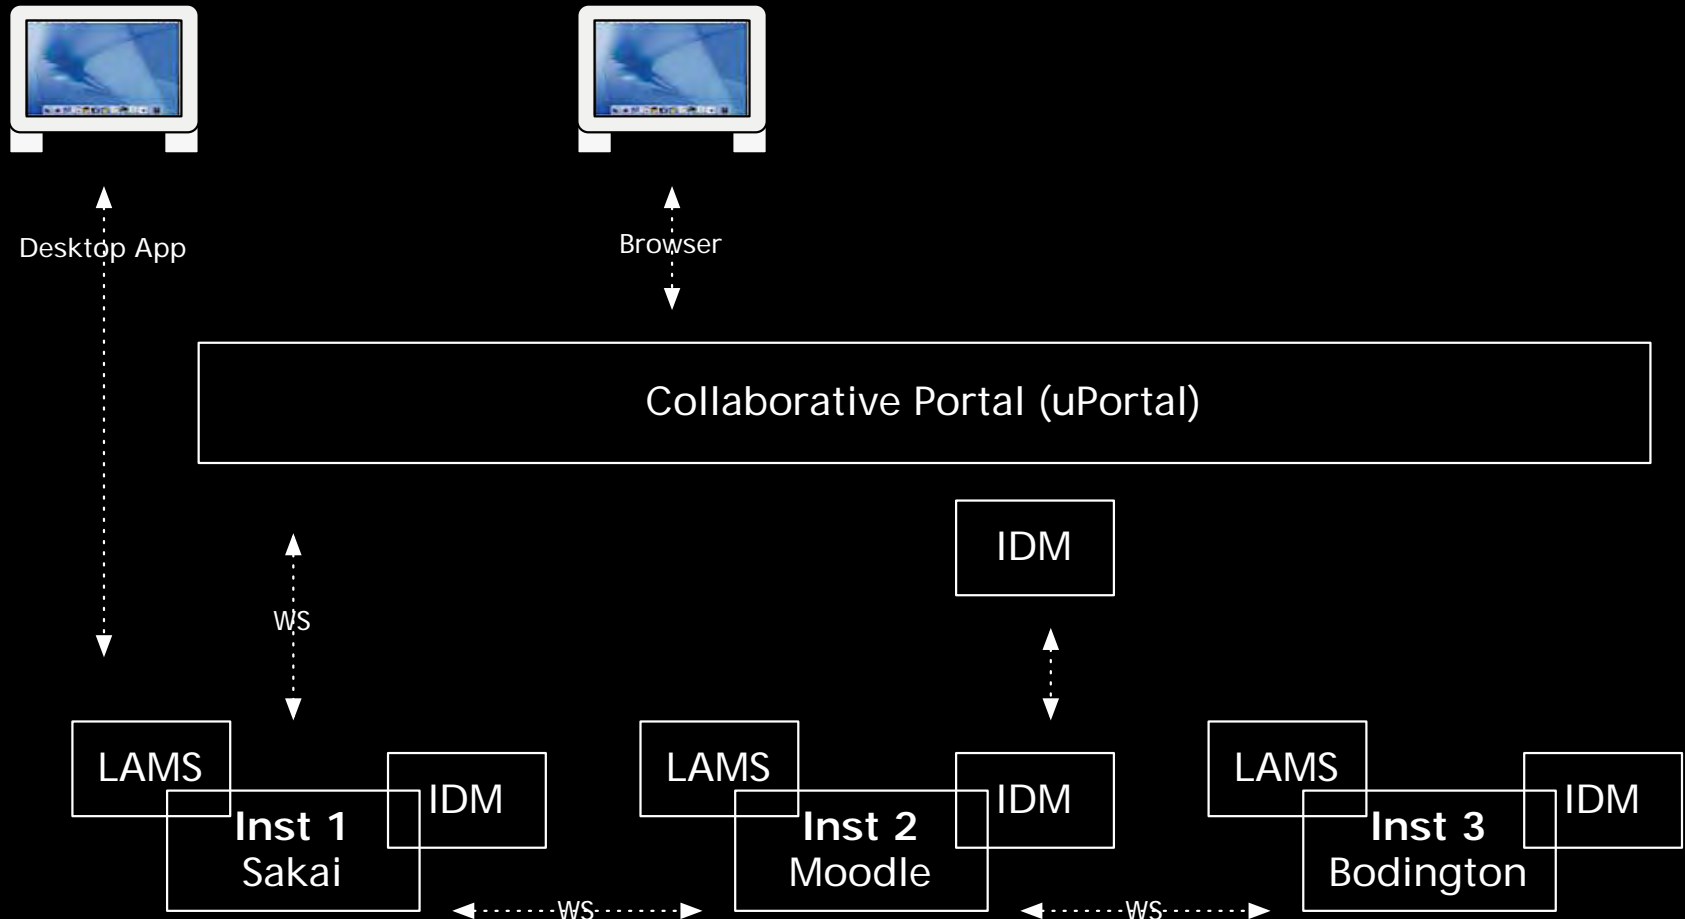 Desktop App
Browser
Collaborative Portal (uPortal)
IDM
WS
LAMS
IDM
Inst 1
Sakai
LAMS
IDM
Inst 2
Moodle
LAMS
IDM
Inst 3
Bodington
WS
WS